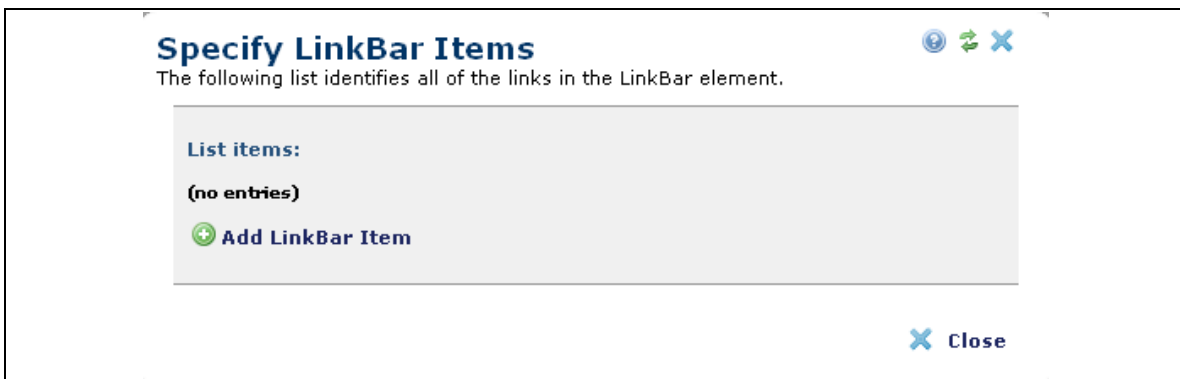 Specify LinkBar Items
The following list identifies all of the links in the LinkBar element.
List items:
(no entries)
Add LinkBar Item
Close